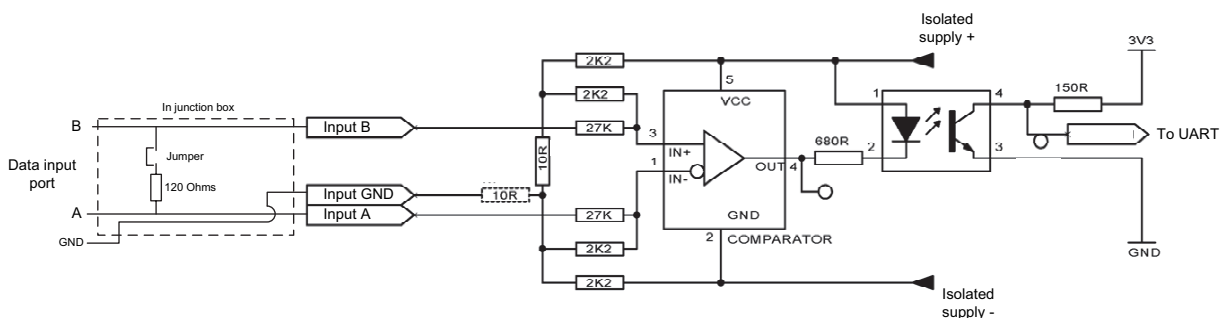 Isolated
supply +
3V3
2K2
In junction box
2K2
5
VCC
1
4
150R
B
Input B
27K
3
IN+
To UART
Jumper
10R
680R
2
3
Data input
port
1
IN-
OUT
4
120 Ohms
Input GND
10R
A
Input A
27K
GND
GND
2
COMPARATOR
2K2
GND
2K2
Isolated
supply -